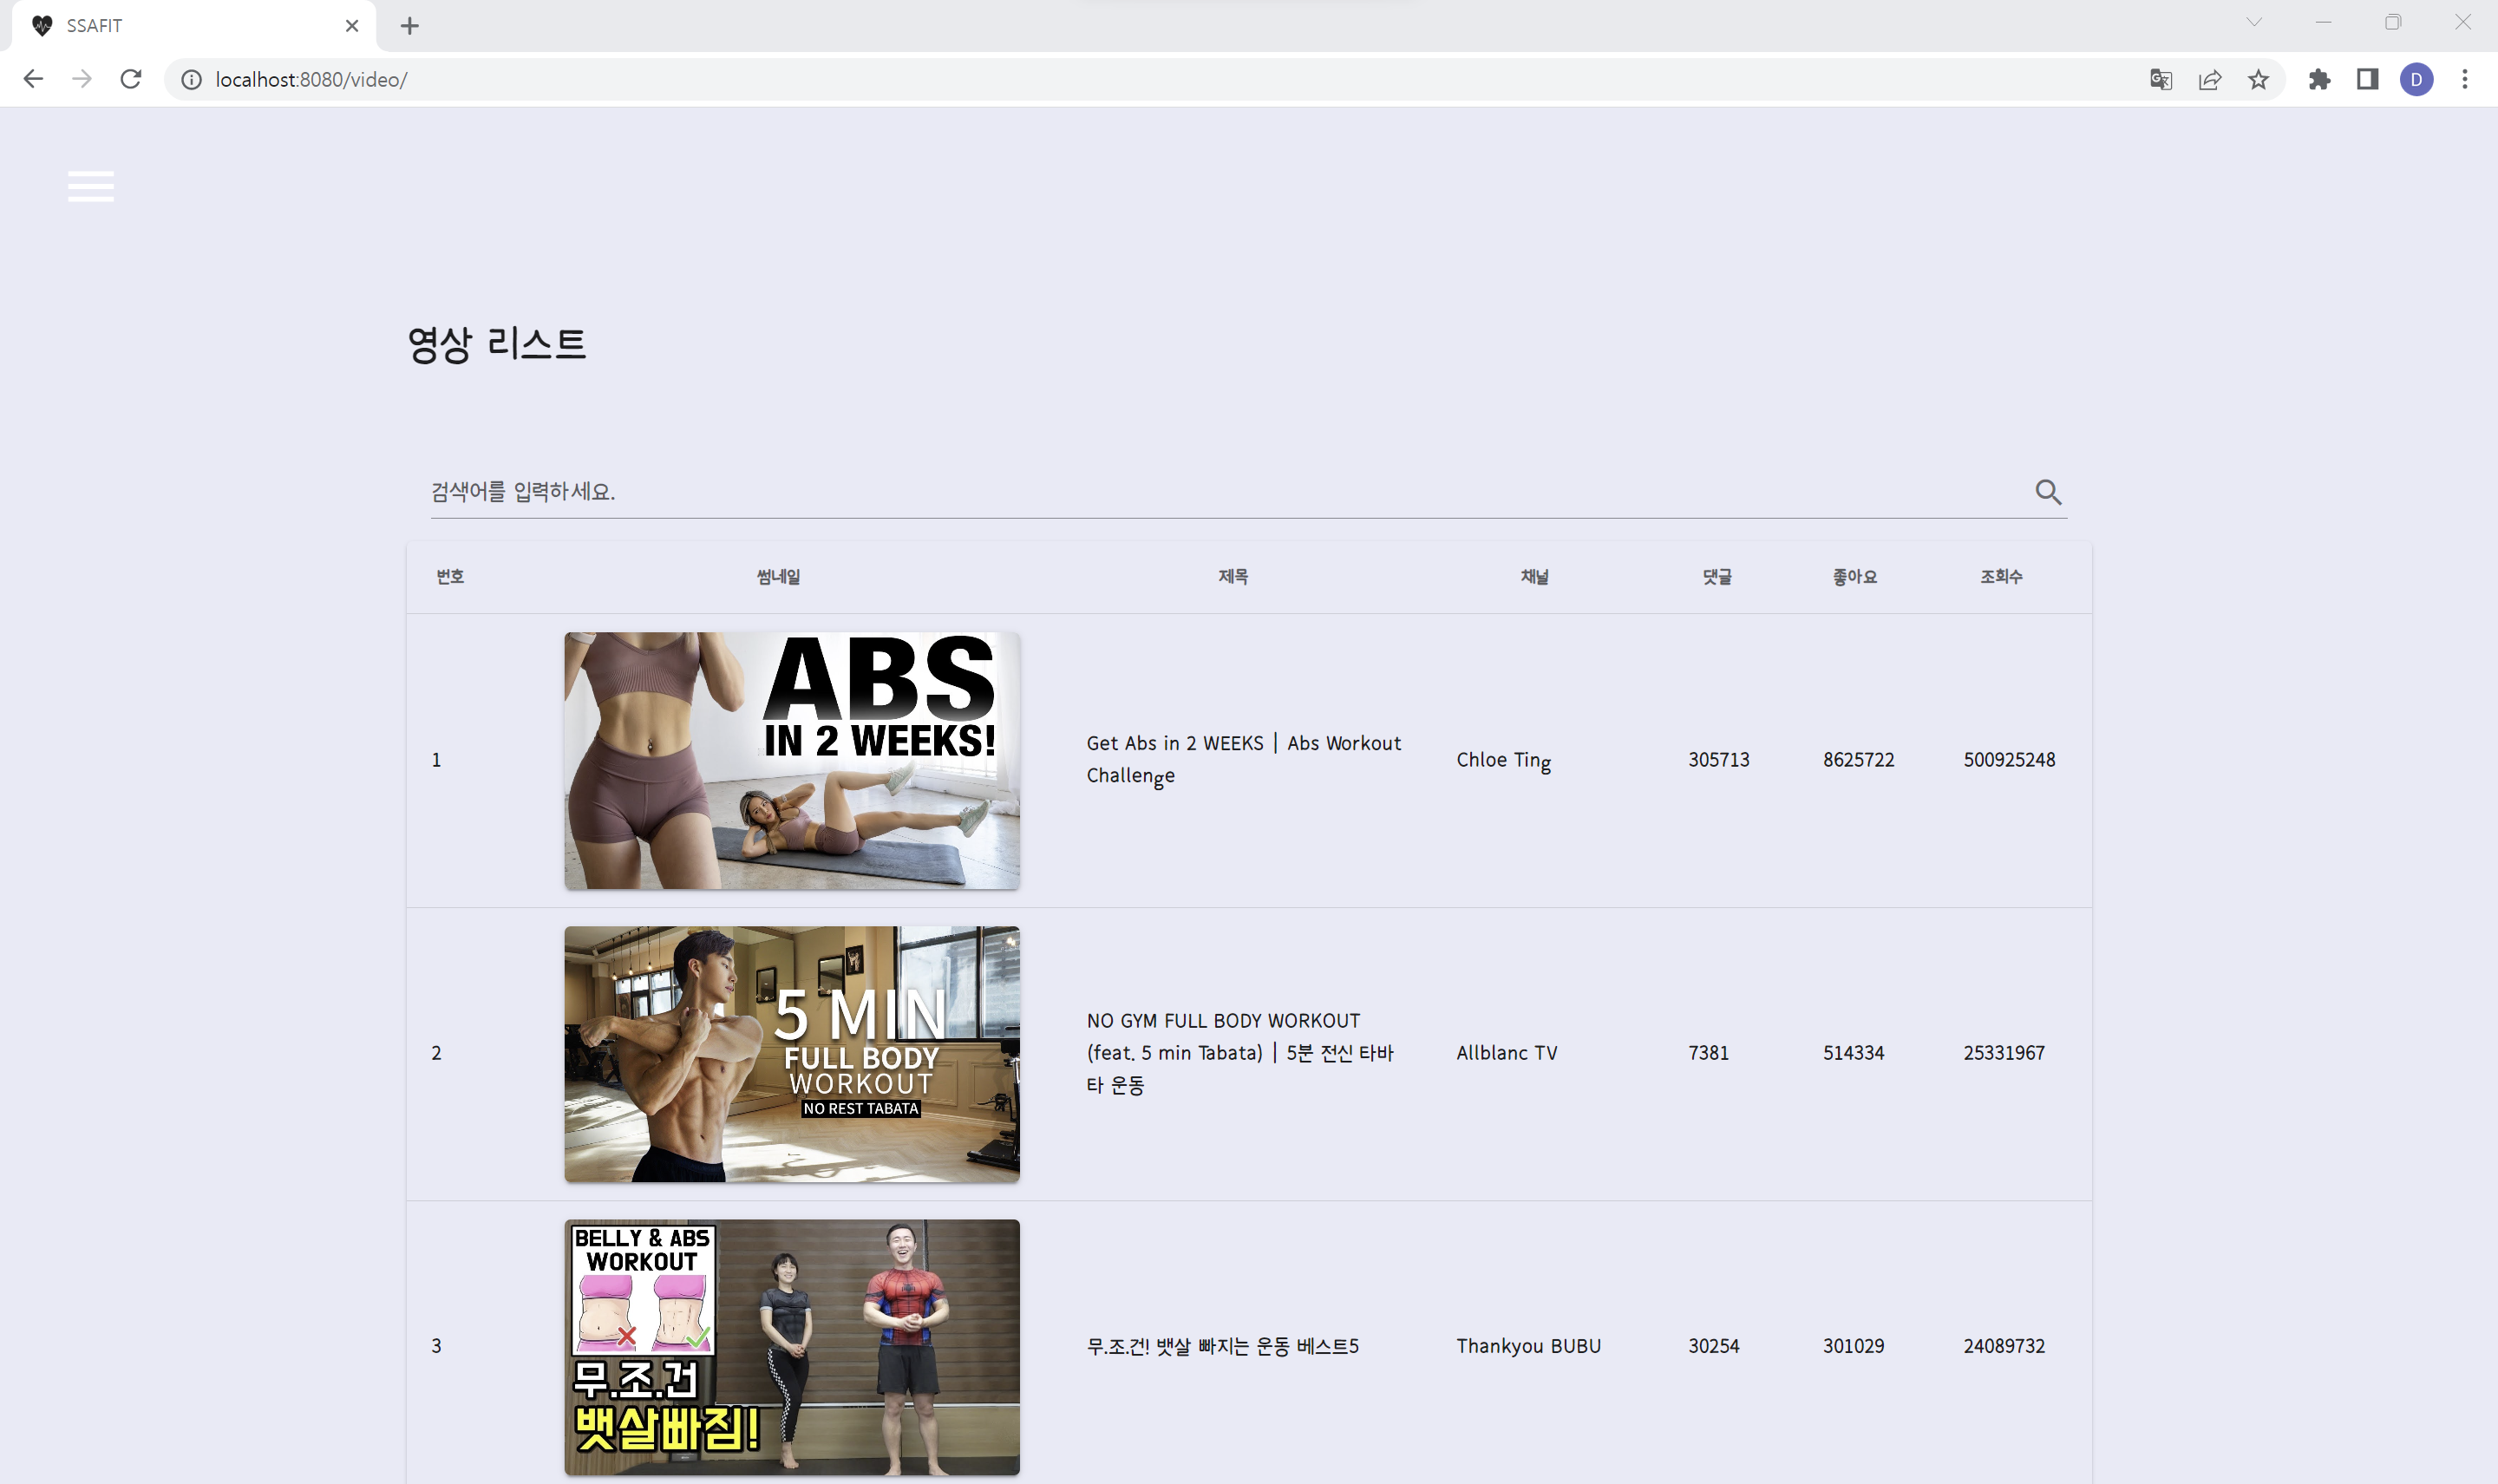 SSAFIT
localhost:8080/video/
D
영상 리스트
검색어를 입력하세요.
번호 썸네일 제목 채널 댓글 좋아요 조회수
ABS
IN 2 WEEKS!
1 Get Abs in 2 WEEKS | Abs Workout Challenge Chloe Ting 305713 8625722 500925248
5 MIN
FULL BODY
WORKOUT
NO REST TABATA
2 NO GYM FULL BODY WORKOUT
(feat. 5 min Tabata) | 5분 전신 타바
타 운동 Allblanc TV 7381 514334 25331967
BELLY & ABS
WORKOUT
무.조.건
뱃살빠짐!
3 무.조.건! 뱃살 빠지는 운동 베스트5 Thankyou BUBU 30254 301029 24089732